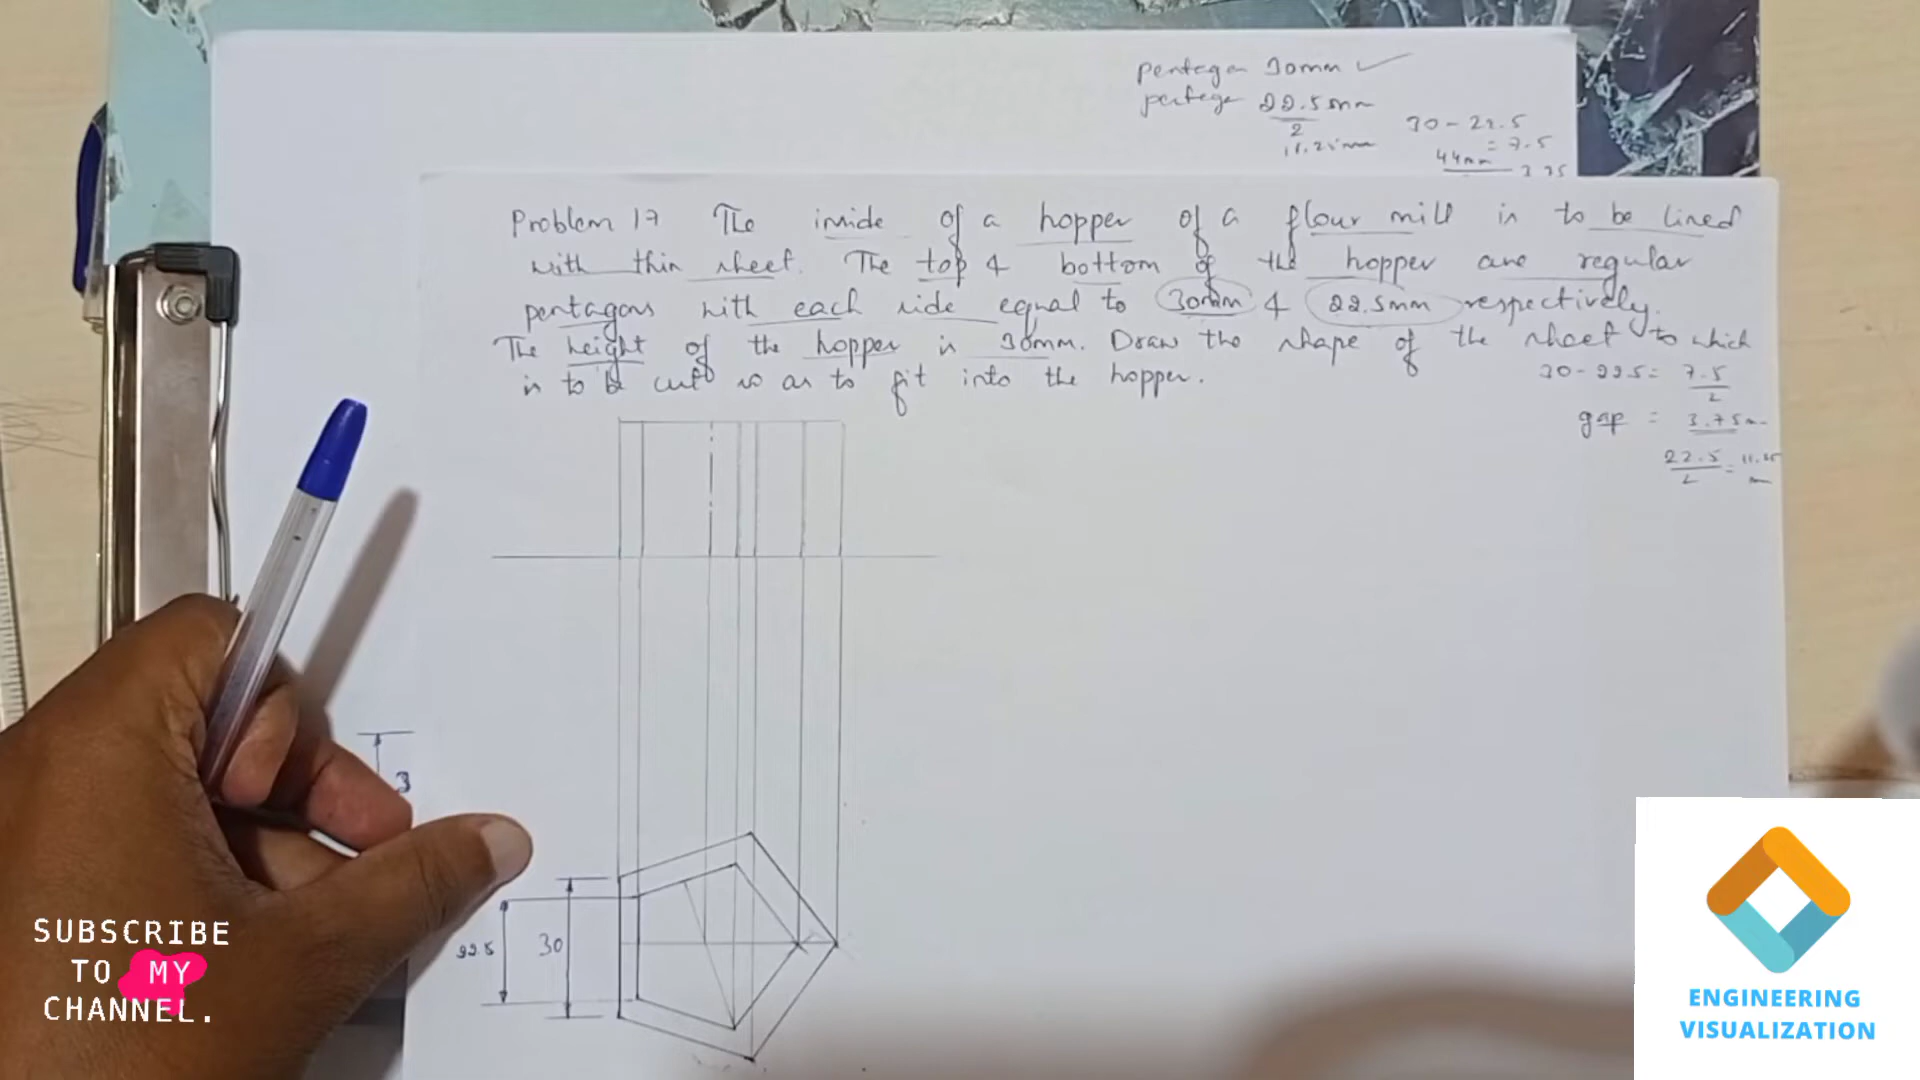 pentagon 30mm ✓
pentago 22.5mm
2
11.25mm
30-22.5
= 7.5
44mm
3.75
Problem 17 The inside of a hopper of a flour mill is to be lined
with thin sheet. The top & bottom of the hopper are regular
pentagons with each side equal to 30mm & 22.5mm respectively.
The height of the hopper is 30mm. Draw the shape of the sheet to which
is to be cut so as to fit into the hopper.
30-22.5= 7.5
2
gap = 3.75m
22.5 = 11.25
2 m
3
22.5 30
SUBSCRIBE
TO MY
CHANNEL.
ENGINEERING
VISUALIZATION